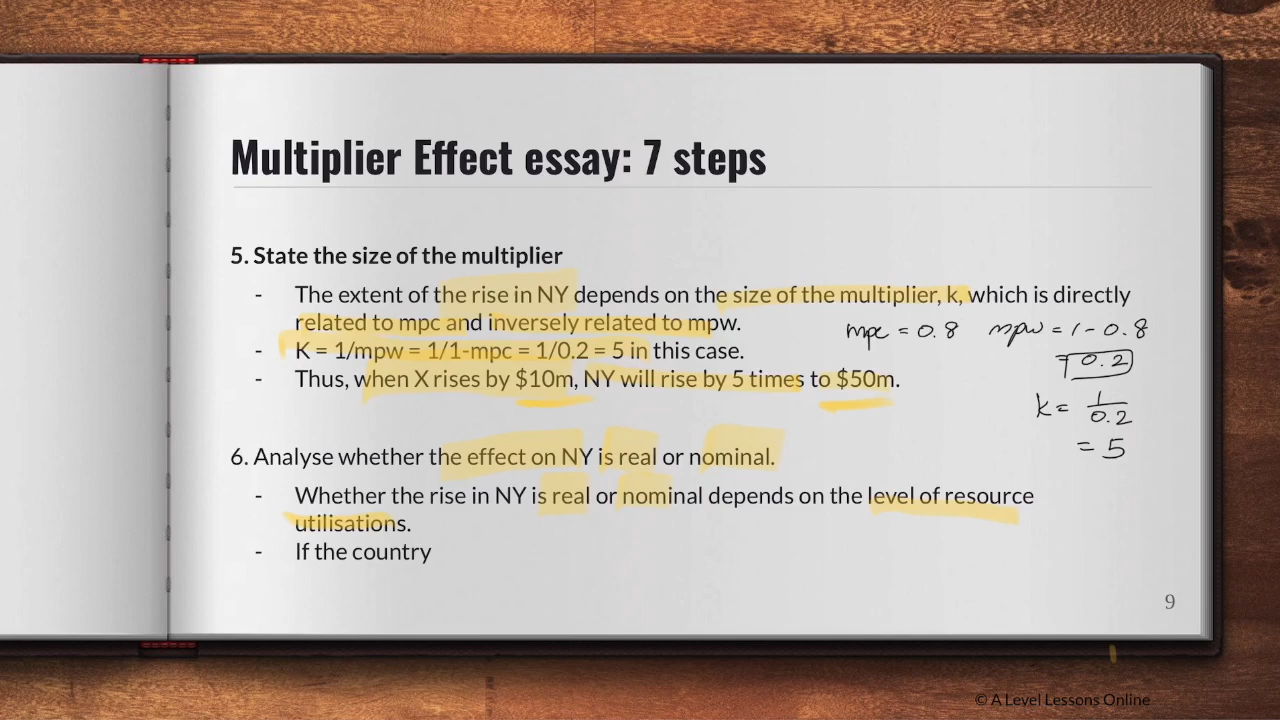 Multiplier Effect essay: 7 steps
5. State the size of the multiplier
- The extent of the rise in NY depends on the size of the multiplier, k, which is directly
related to mpc and inversely related to mpw.
mpc = 0.8 mpw = 1 - 0.8
- K = 1/mpw = 1/1-mpc = 1/0.2 = 5 in this case.
= 0.2
- Thus, when X rises by $10m, NY will rise by 5 times to $50m.
k = 1/0.2
= 5
6. Analyse whether the effect on NY is real or nominal.
- Whether the rise in NY is real or nominal depends on the level of resource
utilisations.
- If the country
9
© A Level Lessons Online